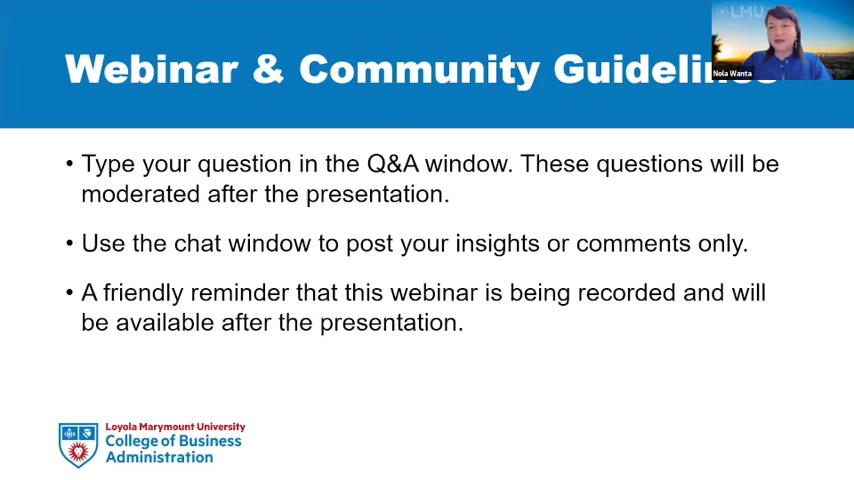 LMU
Nola Wanta
Webinar & Community Guidelines
• Type your question in the Q&A window. These questions will be
moderated after the presentation.
• Use the chat window to post your insights or comments only.
• A friendly reminder that this webinar is being recorded and will
be available after the presentation.
Loyola Marymount University
College of Business
Administration